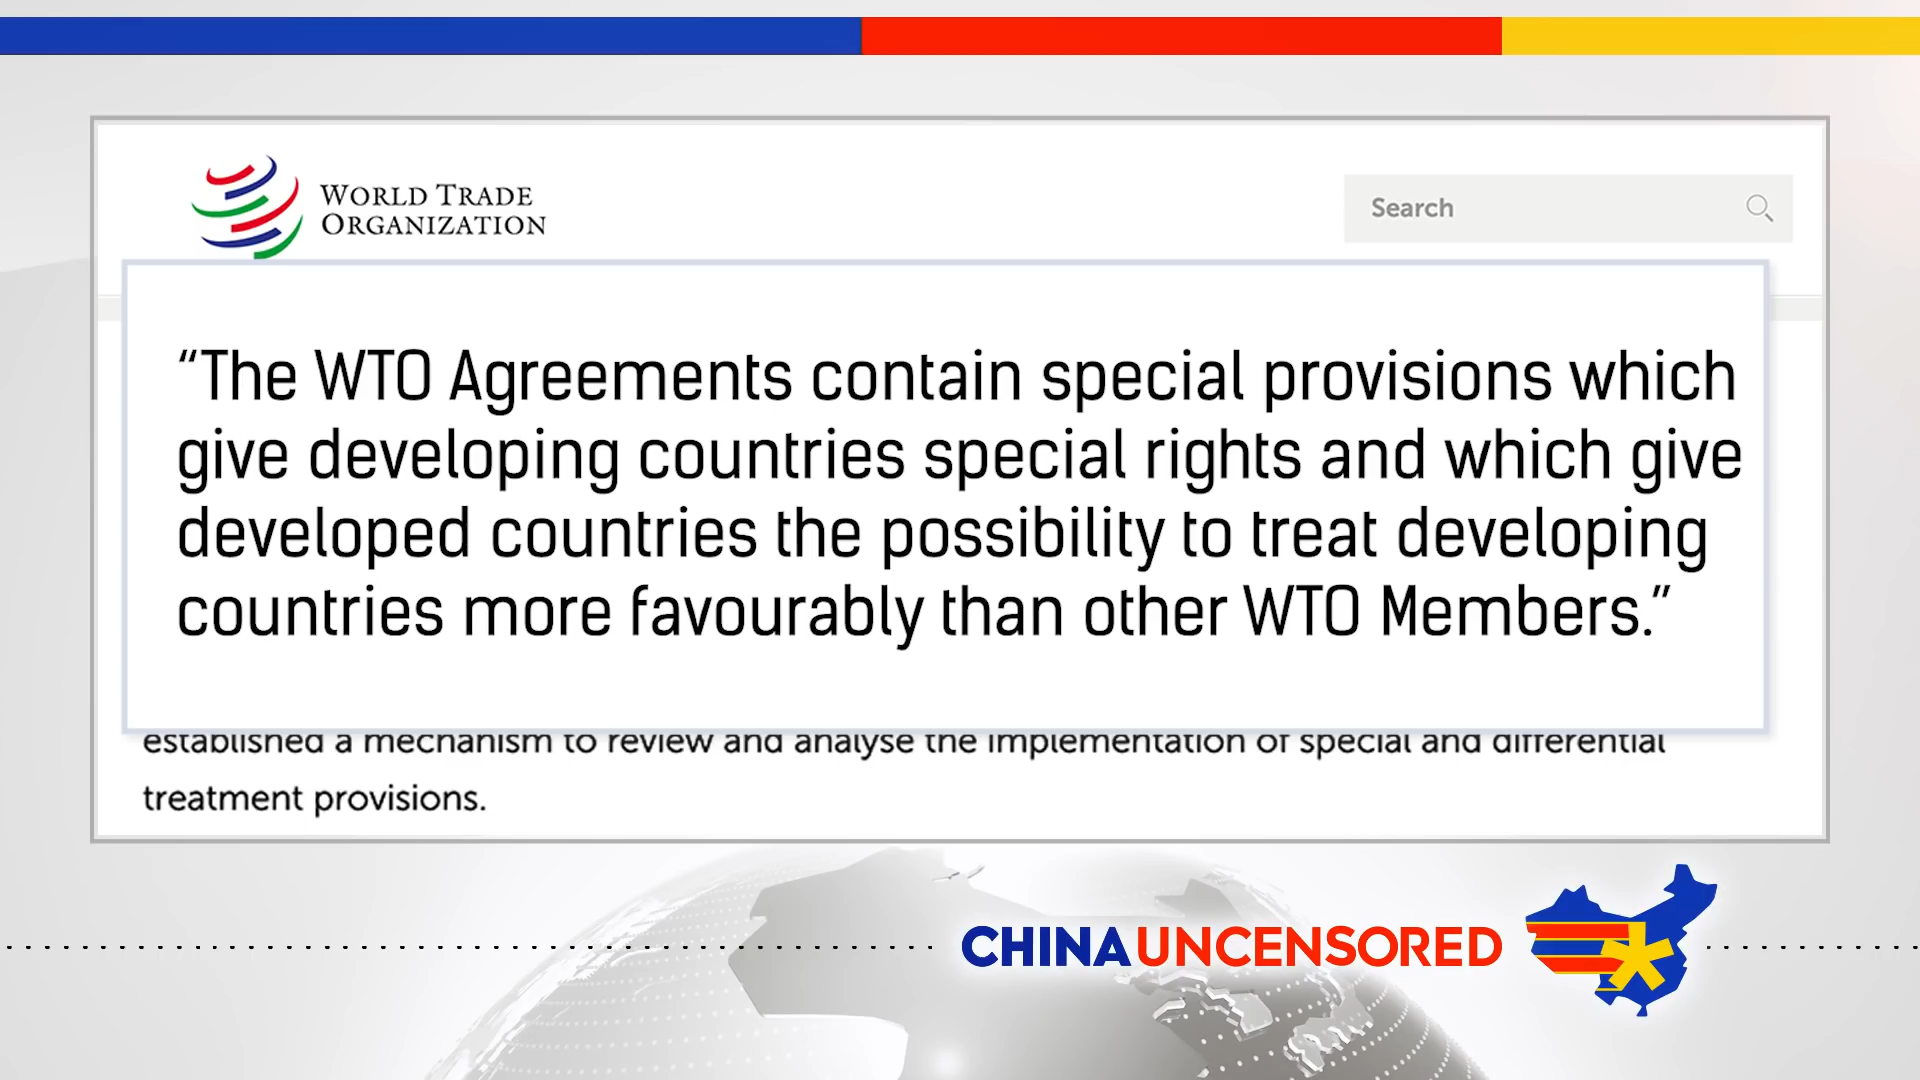 WORLD TRADE
ORGANIZATION
Search
“The WTO Agreements contain special provisions which
give developing countries special rights and which give
developed countries the possibility to treat developing
countries more favourably than other WTO Members.”
established a mechanism to review and analyse the implementation of special and differential
treatment provisions.
CHINAUNCENSORED